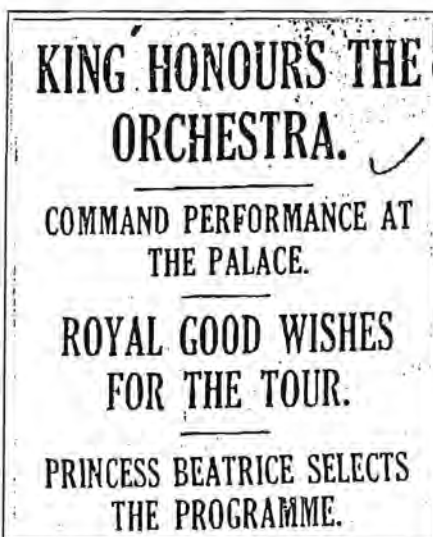 KING HONOURS THE
ORCHESTRA.
COMMAND PERFORMANCE AT
THE PALACE.
ROYAL GOOD WISHES
FOR THE TOUR.
PRINCESS BEATRICE SELECTS
THE PROGRAMME.